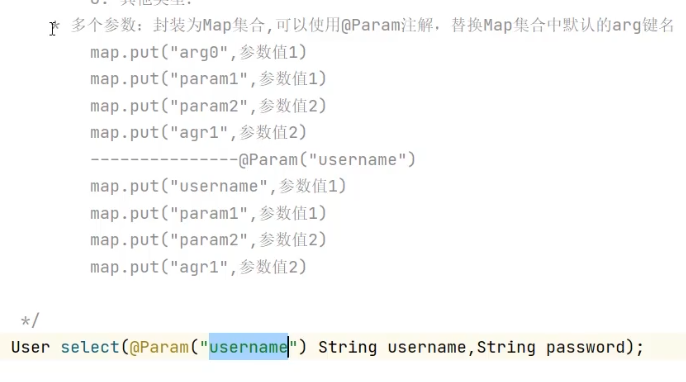 其他类型:
* 多个参数：封装为Map集合,可以使用@Param注解，替换Map集合中默认的arg键名
map.put("arg0",参数值1)
map.put("param1",参数值1)
map.put("param2",参数值2)
map.put("agr1",参数值2)
---------------@Param("username")
map.put("username",参数值1)
map.put("param1",参数值1)
map.put("param2",参数值2)
map.put("agr1",参数值2)
*/
User select(@Param("username") String username,String password);